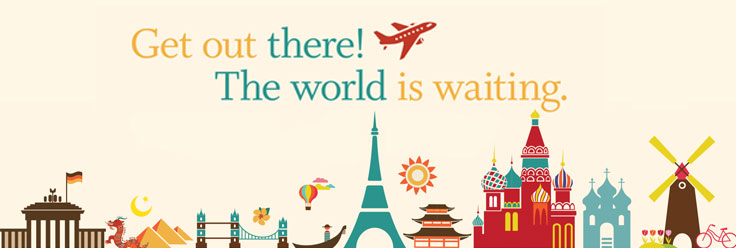 Get out there!
The world is waiting.